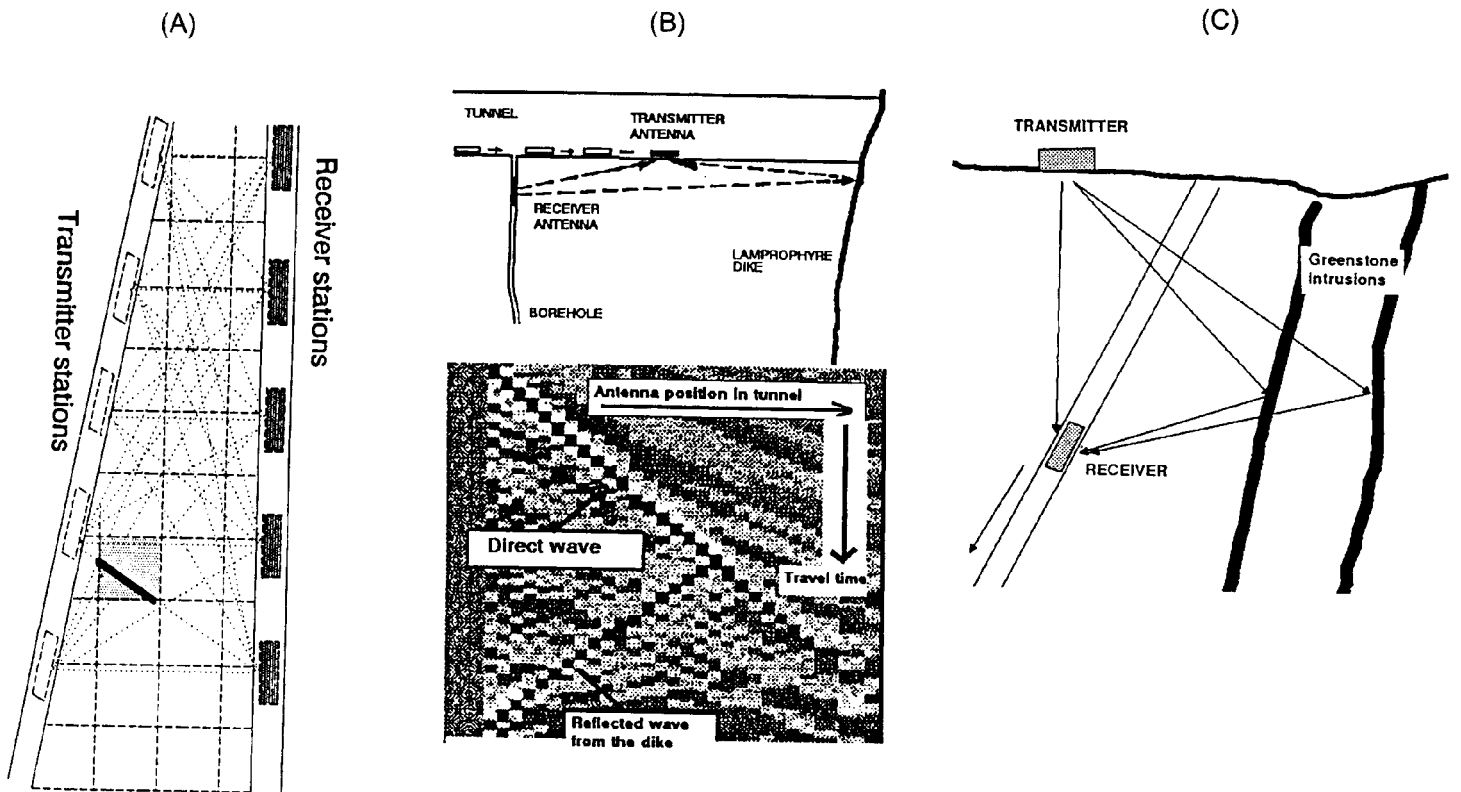 (A)
(B)
(C)
Transmitter stations
Receiver stations
TUNNEL
TRANSMITTER
ANTENNA
RECEIVER
ANTENNA
LAMPROPHYRE
DIKE
BOREHOLE
Antenna position in tunnel
Direct wave
Travel time
Reflected wave
from the dike
TRANSMITTER
Greenstone
intrusions
RECEIVER